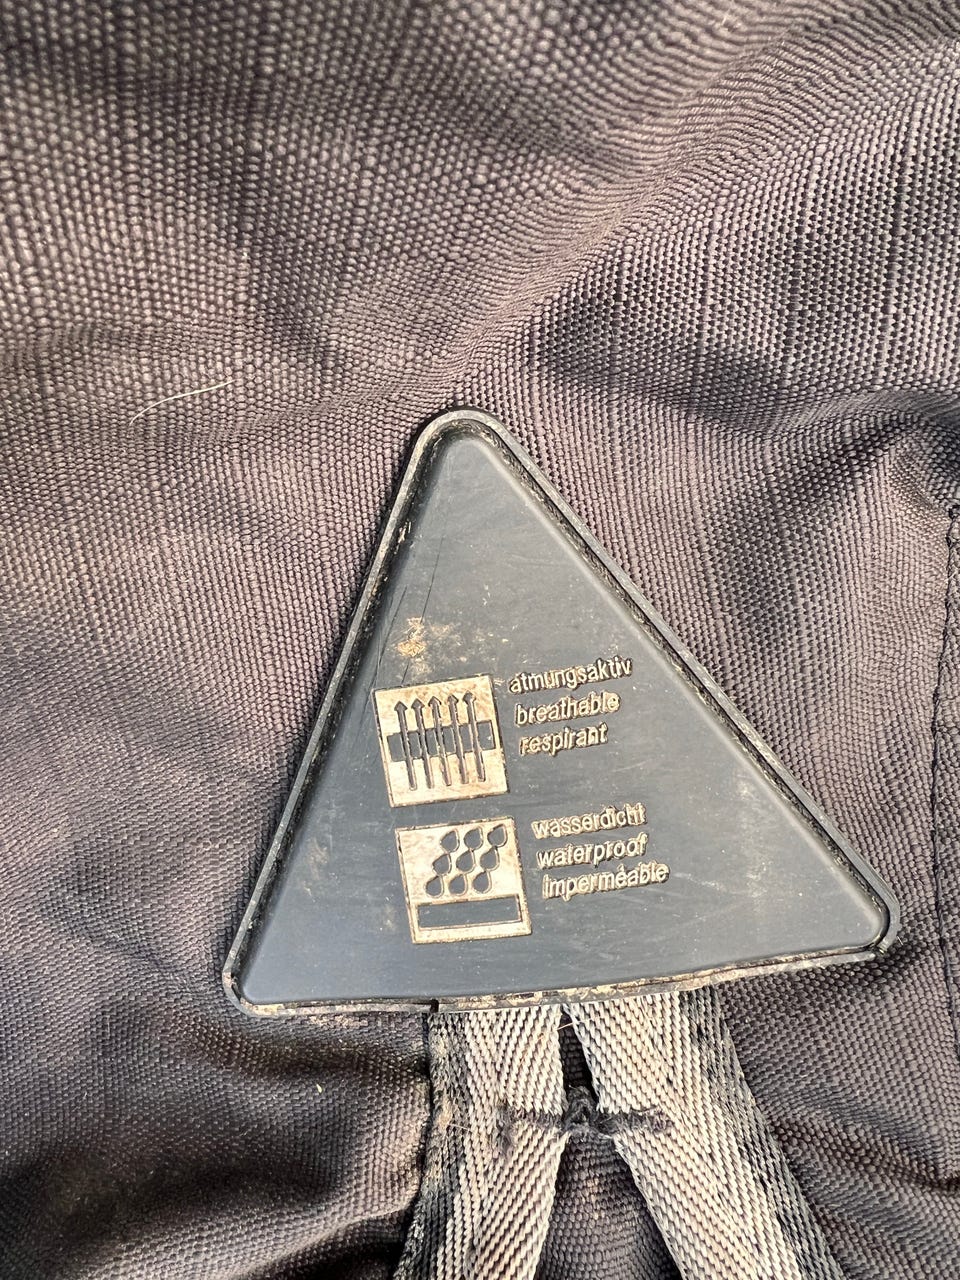 atmungsaktiv
breathable
respirant
wasserdicht
waterproof
imperméable